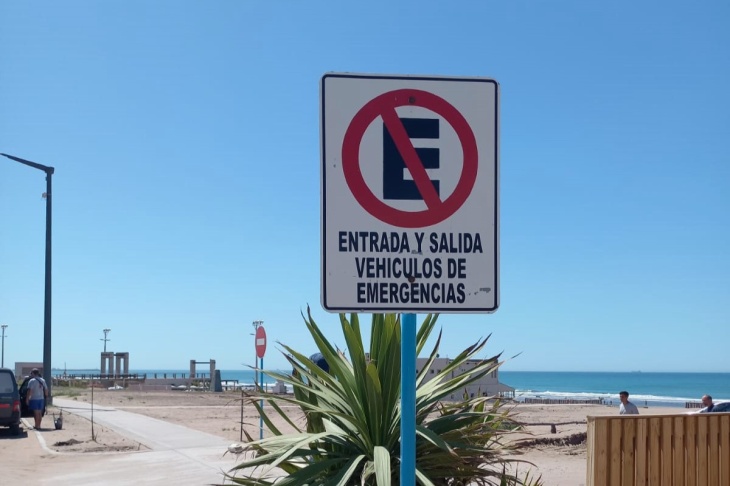 E
ENTRADA Y SALIDA
VEHICULOS DE
EMERGENCIAS